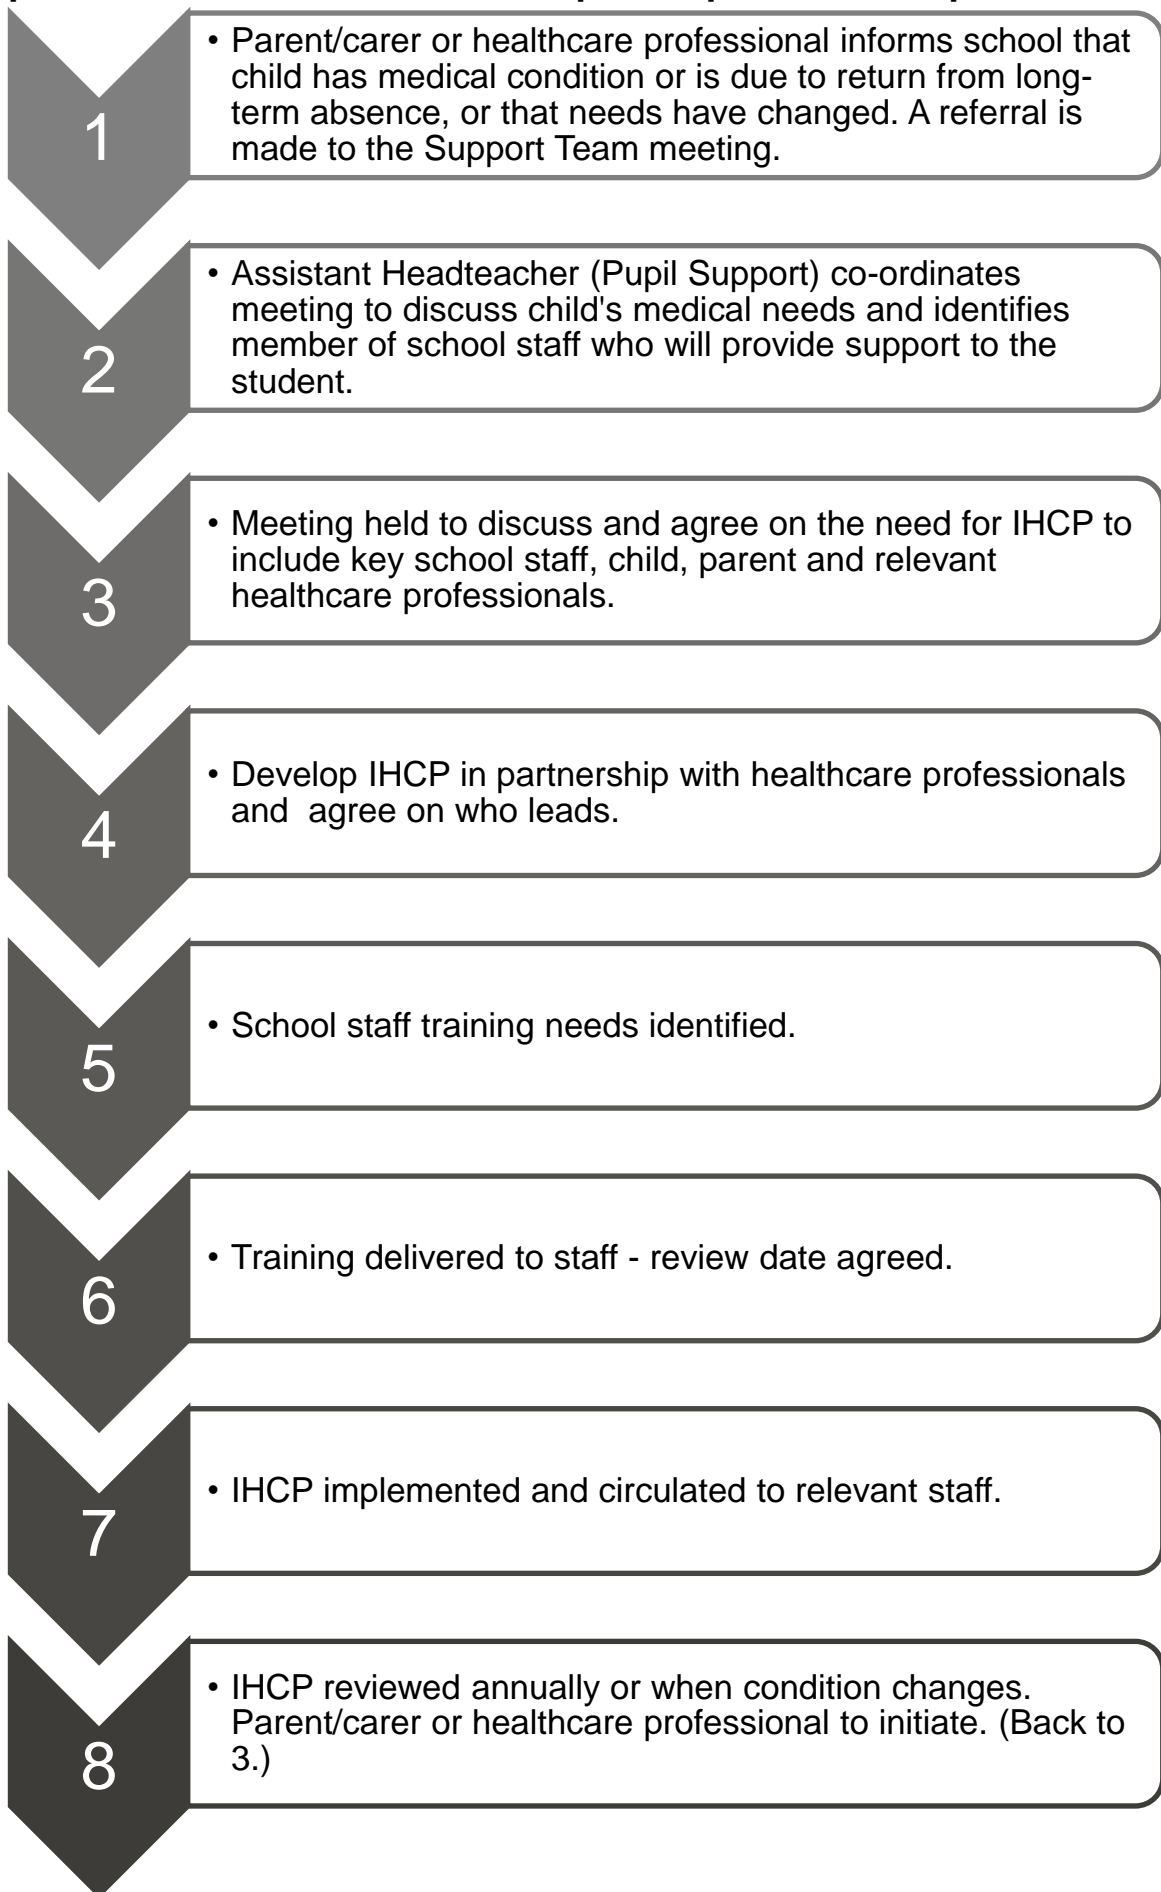 1
• Parent/carer or healthcare professional informs school that
child has medical condition or is due to return from long-
term absence, or that needs have changed. A referral is
made to the Support Team meeting.
2
• Assistant Headteacher (Pupil Support) co-ordinates
meeting to discuss child's medical needs and identifies
member of school staff who will provide support to the
student.
3
• Meeting held to discuss and agree on the need for IHCP to
include key school staff, child, parent and relevant
healthcare professionals.
4
• Develop IHCP in partnership with healthcare professionals
and  agree on who leads.
5
• School staff training needs identified.
6
• Training delivered to staff - review date agreed.
7
• IHCP implemented and circulated to relevant staff.
8
• IHCP reviewed annually or when condition changes.
Parent/carer or healthcare professional to initiate. (Back to
3.)